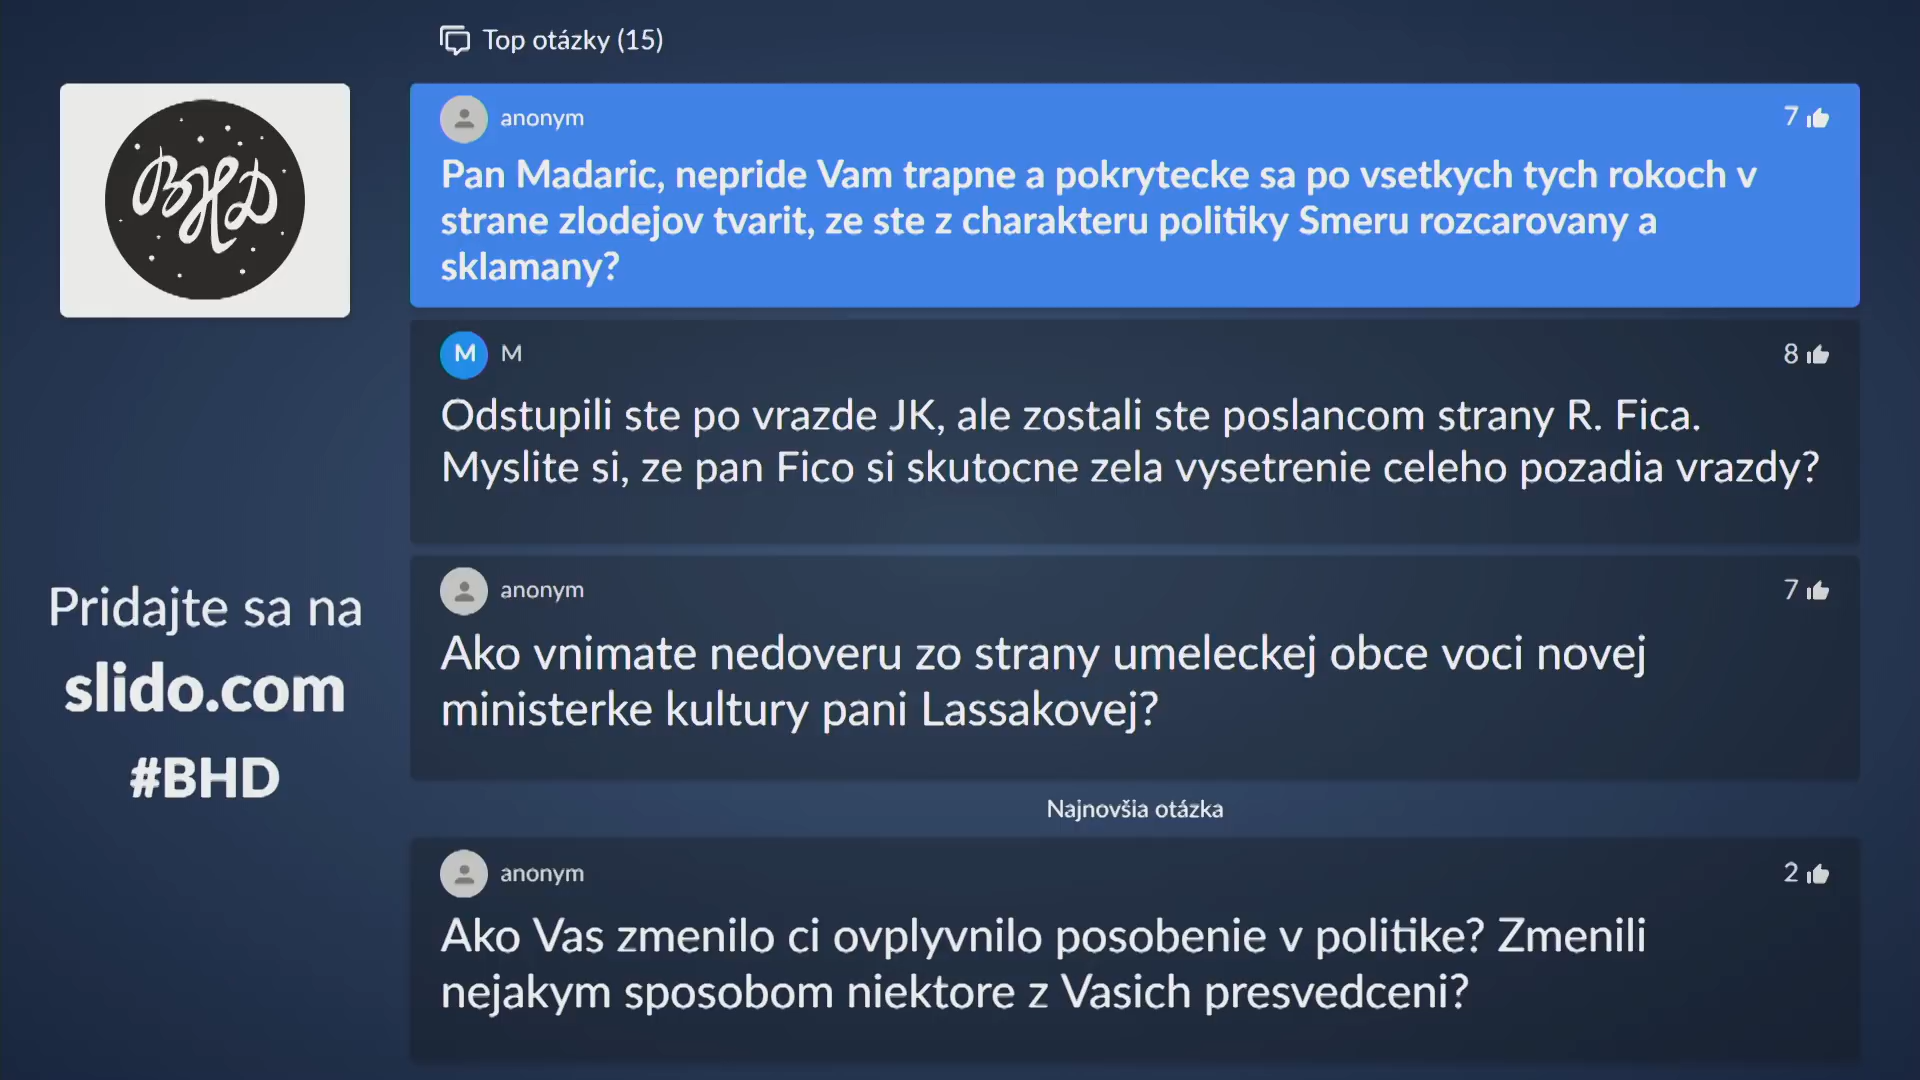 Top otázky (15)
BHD
anonym
7
Pan Madaric, nepride Vam trapne a pokrytecke sa po vsetkych tych rokoch v
strane zlodejov tvarit, ze ste z charakteru politiky Smeru rozcarovany a
sklamany?
M M
8
Odstupili ste po vrazde JK, ale zostali ste poslancom strany R. Fica.
Myslite si, ze pan Fico si skutocne zela vysetrenie celeho pozadia vrazdy?
anonym
7
Ako vnimate nedoveru zo strany umeleckej obce voci novej
ministerke kultury pani Lassakovej?
Pridajte sa na
slido.com
#BHD
Najnovšia otázka
anonym
2
Ako Vas zmenilo ci ovplyvnilo posobenie v politike? Zmenili
nejakym sposobom niektore z Vasich presvedceni?